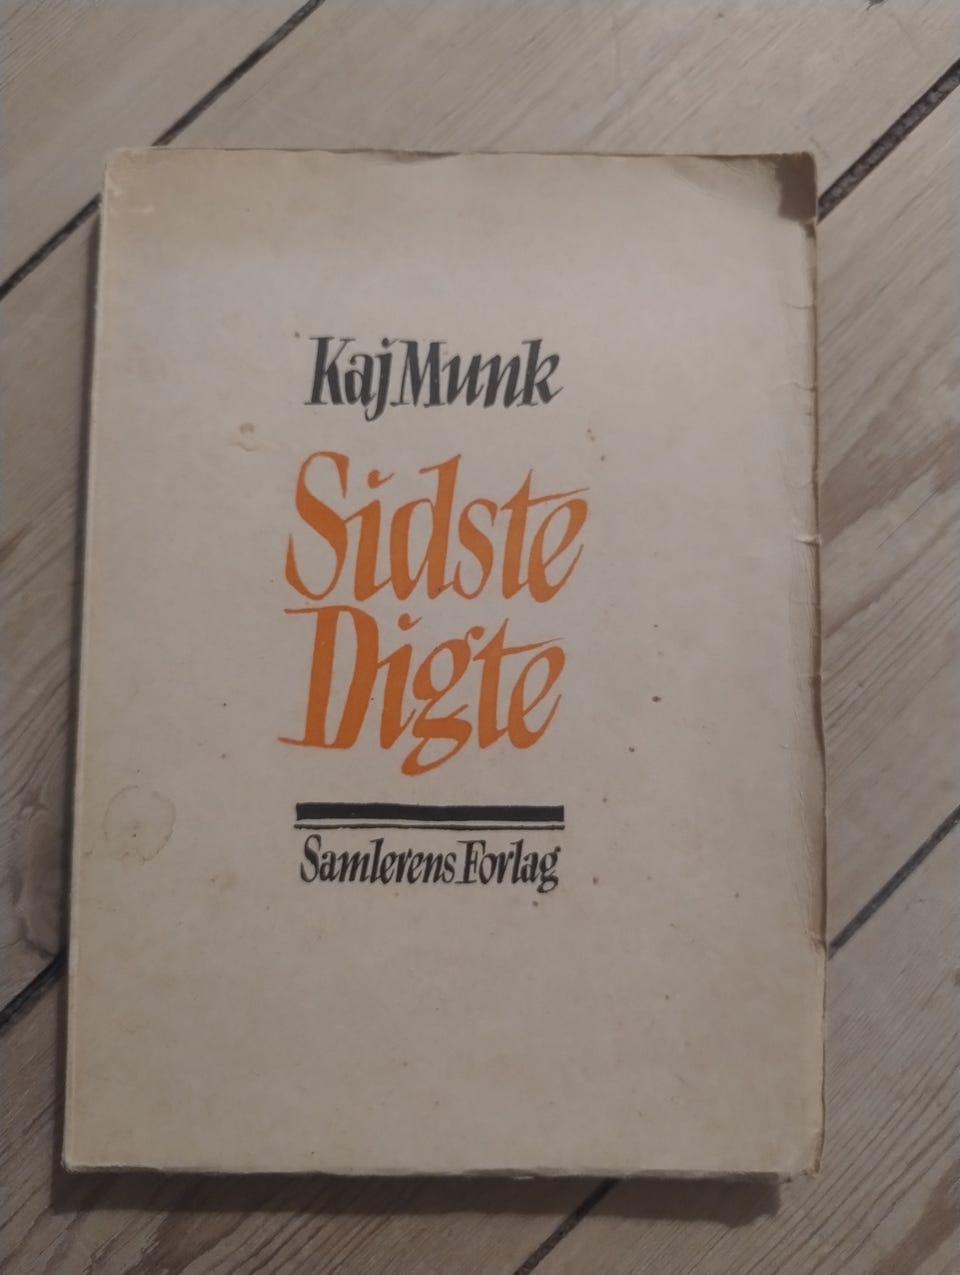 Kaj Munk
Sidste
Digte
Samlerens Forlag